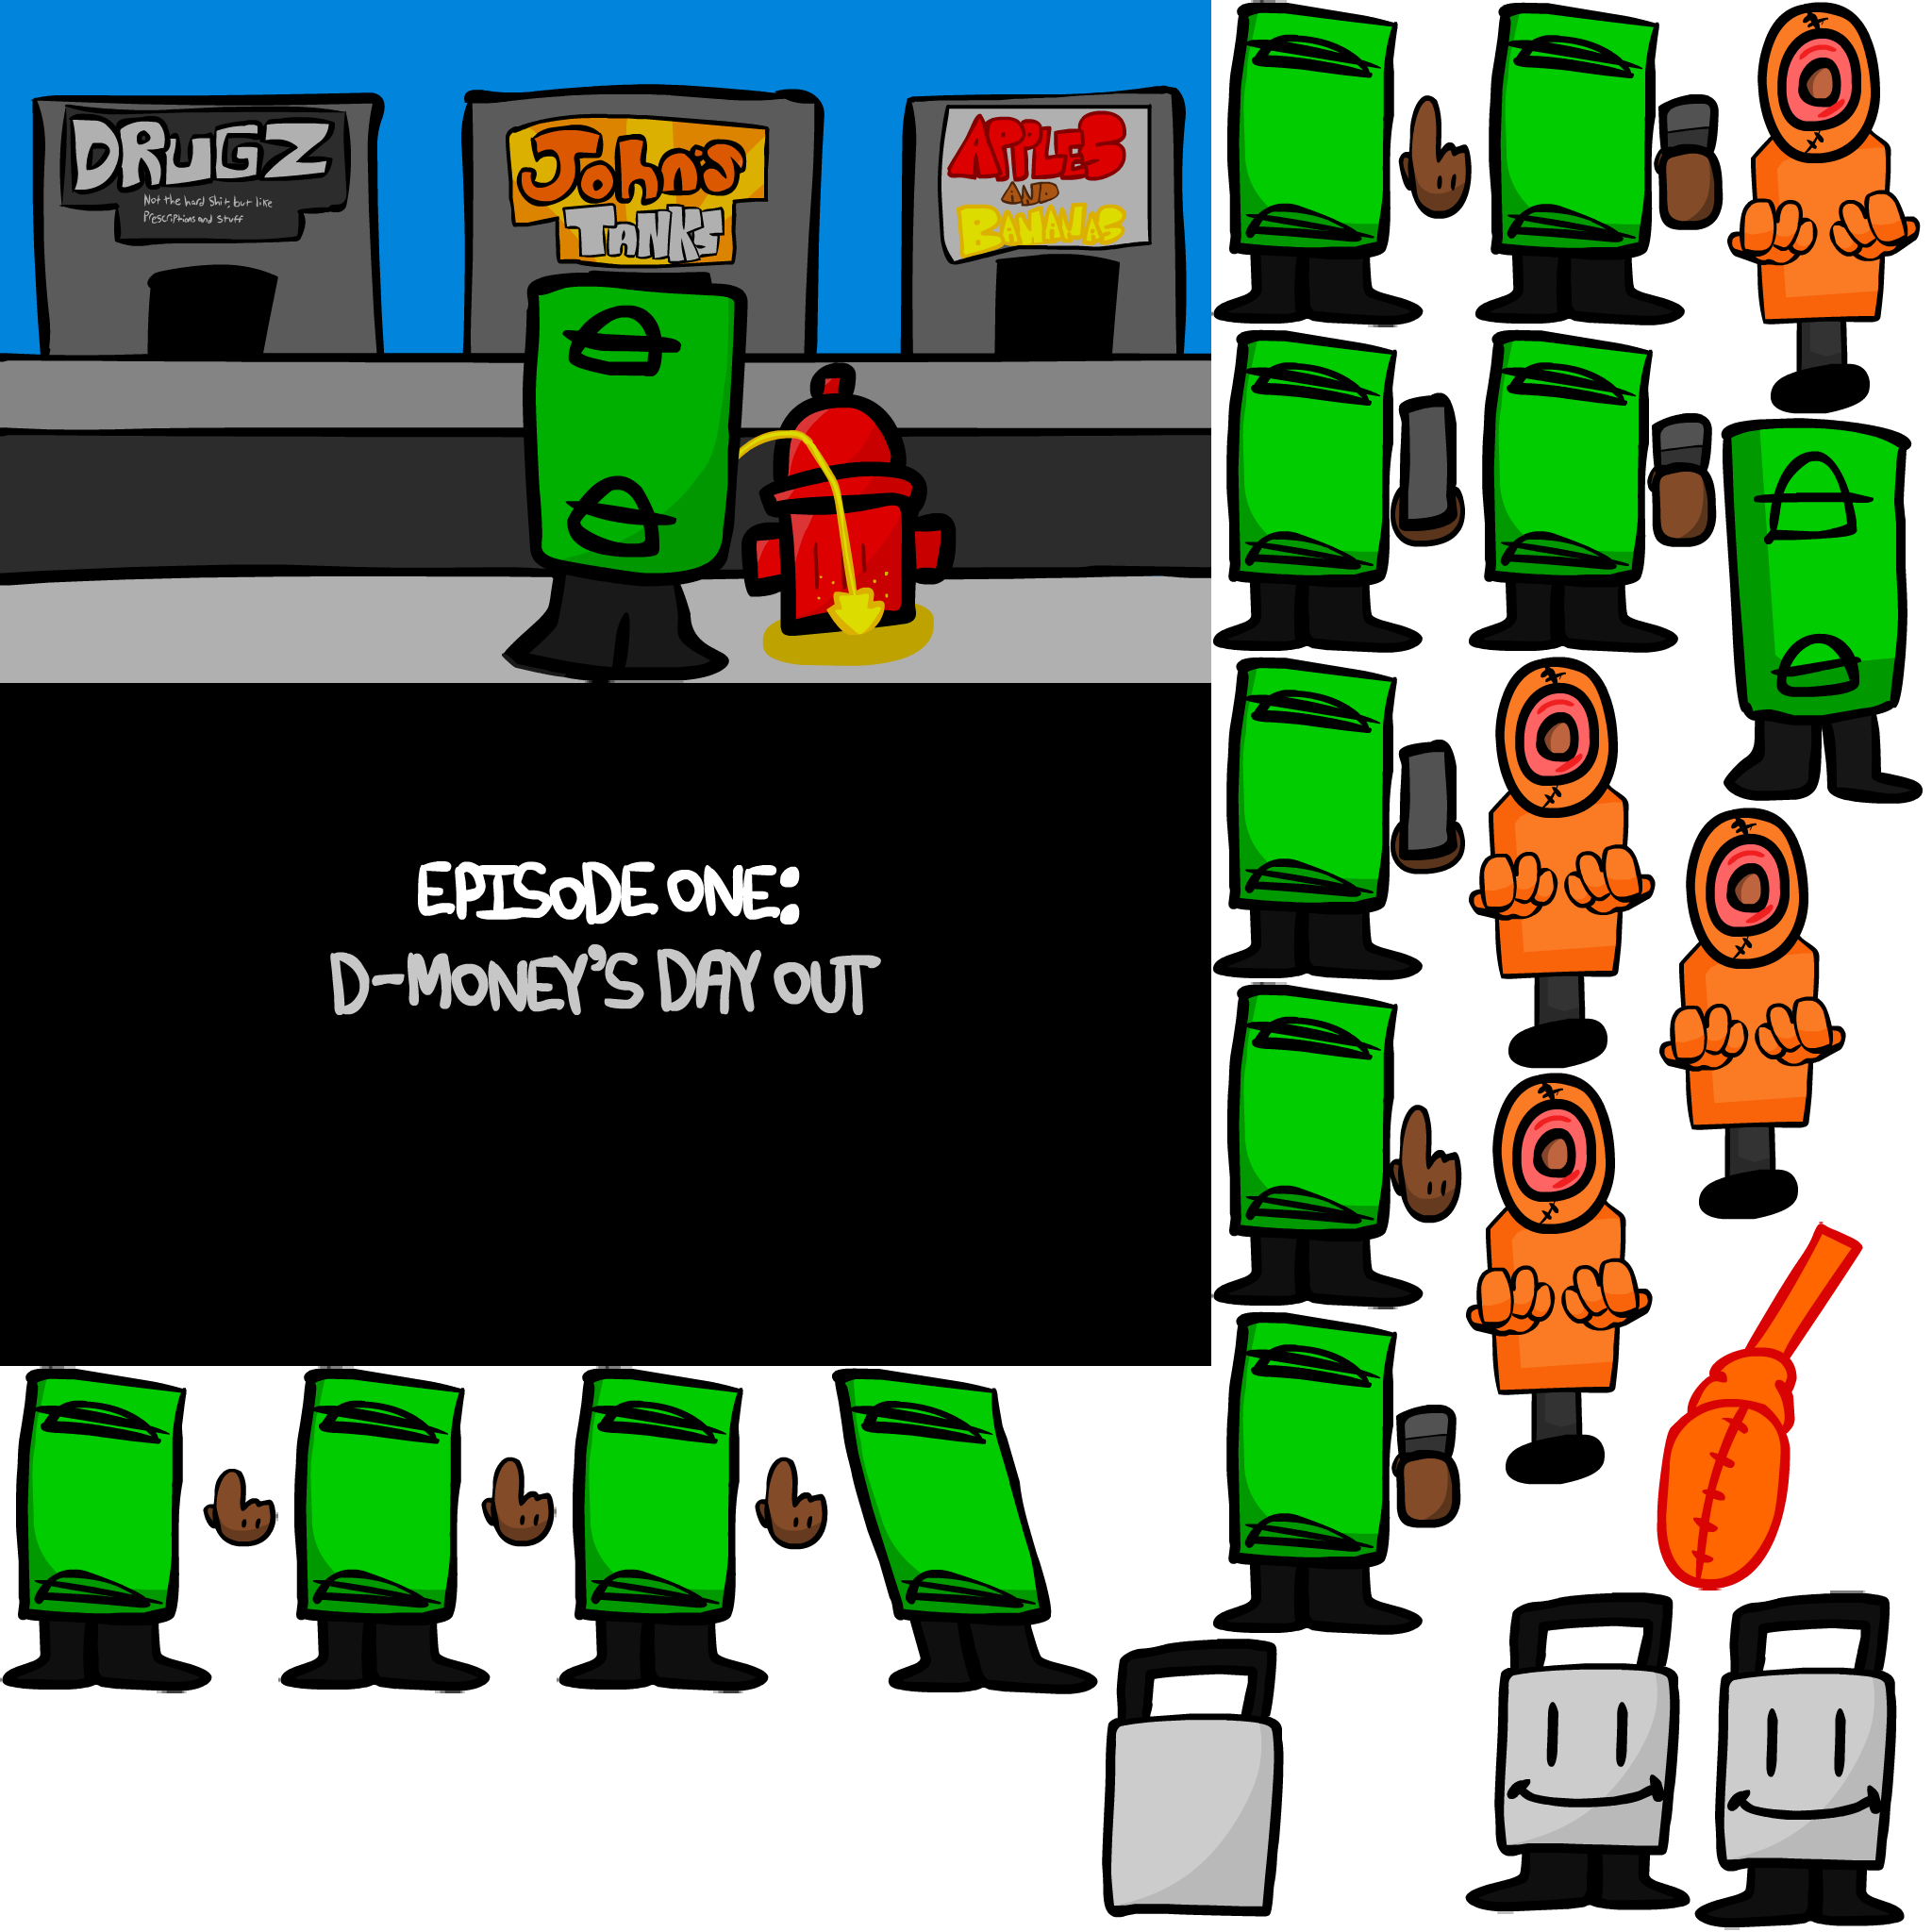 DRUGZ
Not the hard Shit, but like
Prescriptions and Stuff
John's
TANKS
APPLES
AND
BANANAS
EPISODE ONE:
D-MONEY'S DAY OUT